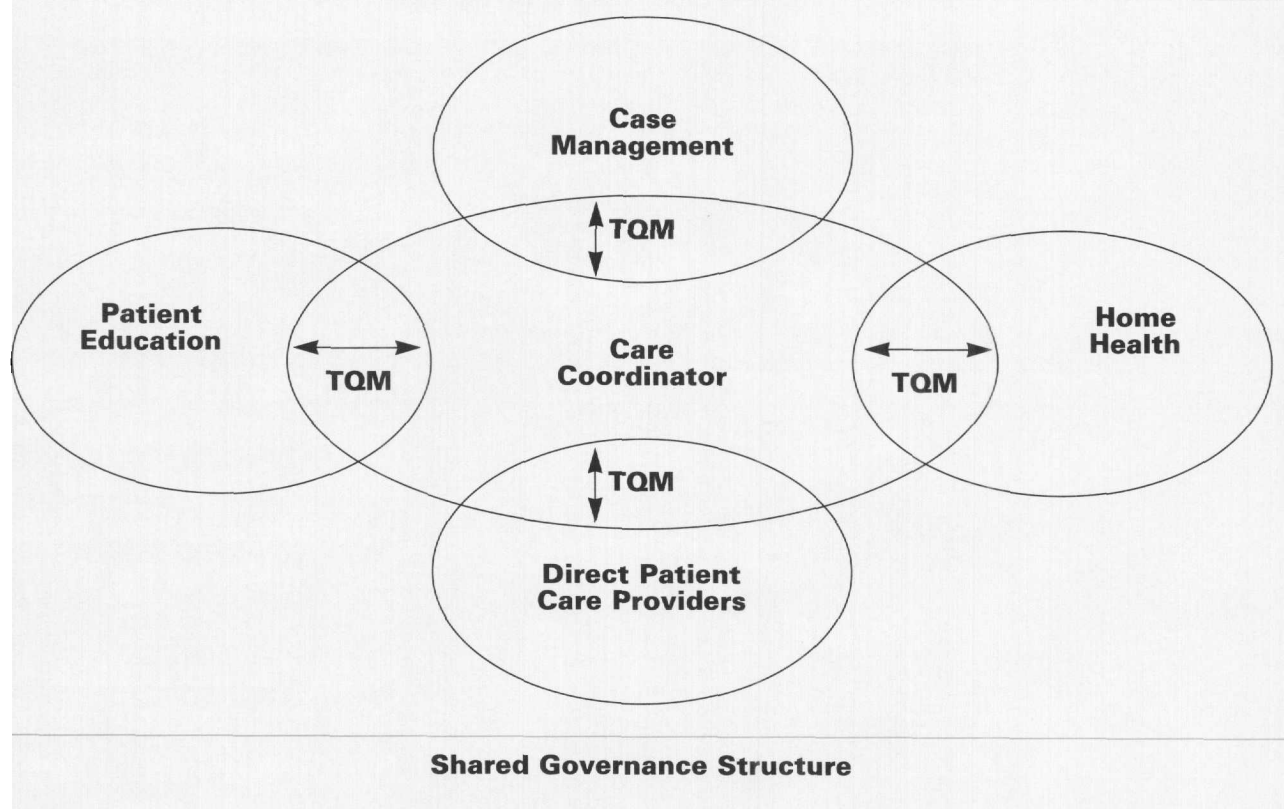 Case
Management
TQM
Patient
Education
TQM
Care
Coordinator
Home
Health
TQM
TQM
Direct Patient
Care Providers
Shared Governance Structure